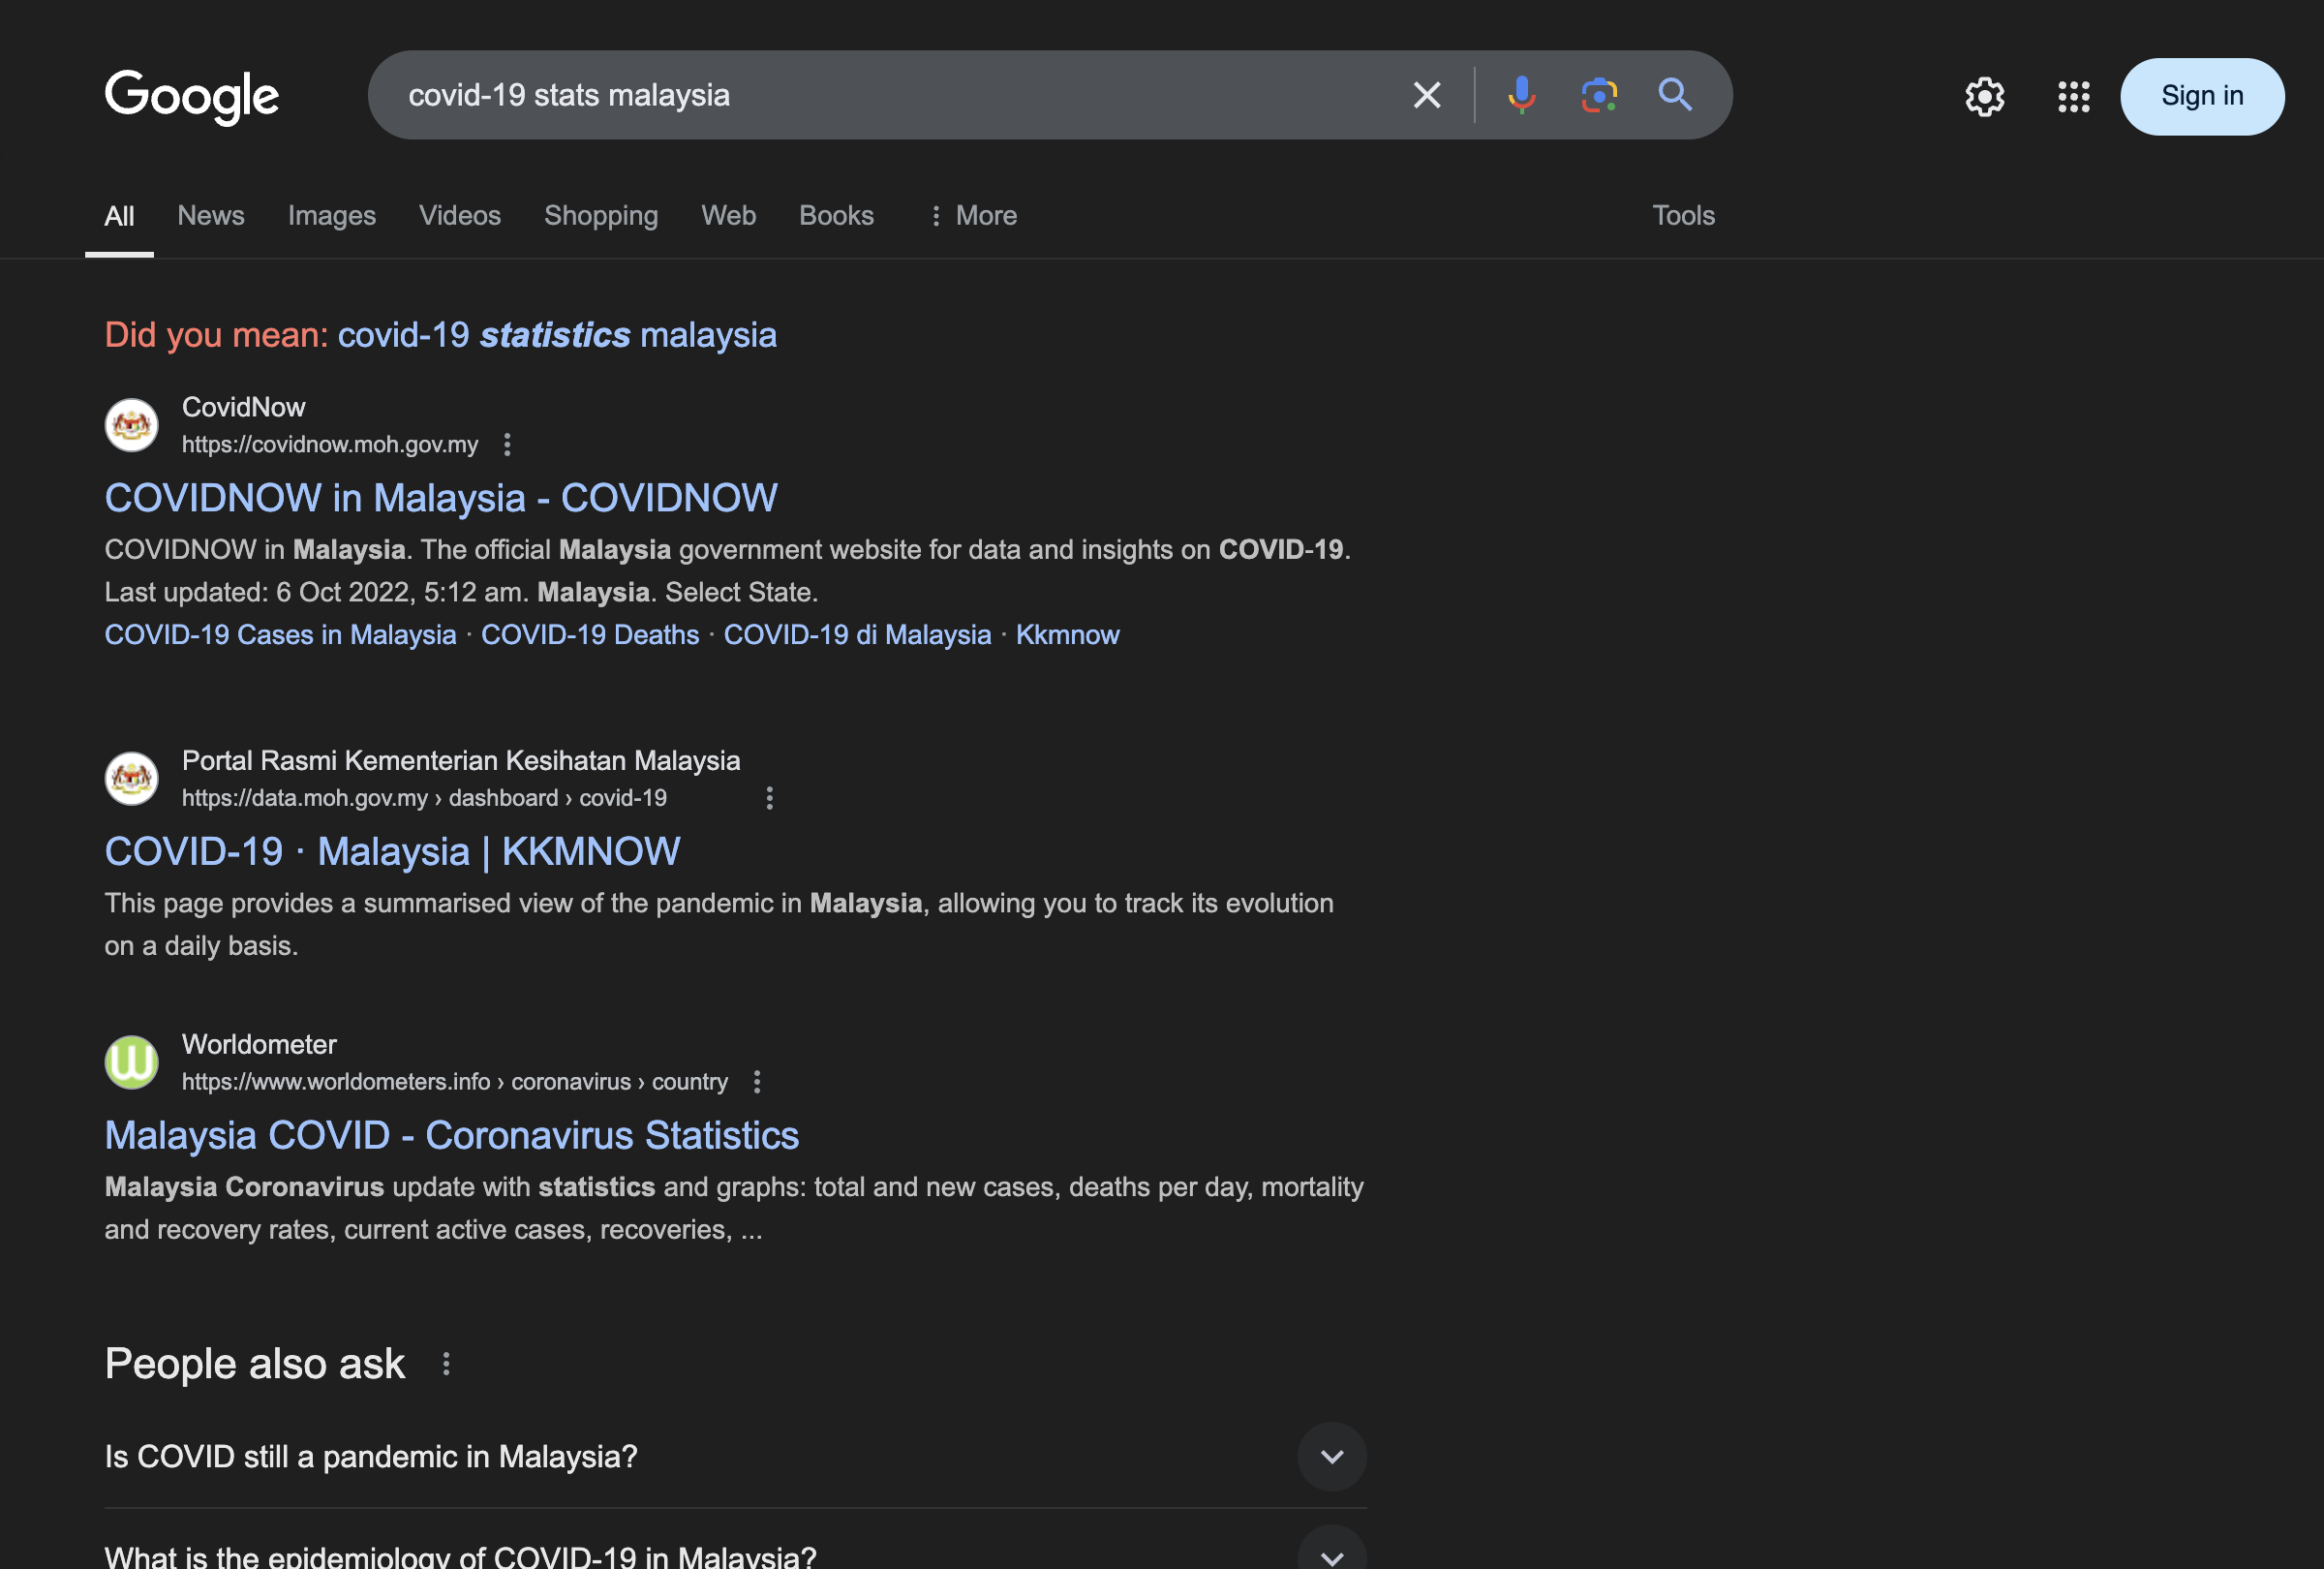 Google
covid-19 stats malaysia
Sign in
All News Images Videos Shopping Web Books More Tools
Did you mean: covid-19 statistics malaysia
CovidNow
https://covidnow.moh.gov.my
COVIDNOW in Malaysia - COVIDNOW
COVIDNOW in Malaysia. The official Malaysia government website for data and insights on COVID-19.
Last updated: 6 Oct 2022, 5:12 am. Malaysia. Select State.
COVID-19 Cases in Malaysia · COVID-19 Deaths · COVID-19 di Malaysia · Kkmnow
Portal Rasmi Kementerian Kesihatan Malaysia
https://data.moh.gov.my › dashboard › covid-19
COVID-19 · Malaysia | KKMNOW
This page provides a summarised view of the pandemic in Malaysia, allowing you to track its evolution
on a daily basis.
W
Worldometer
https://www.worldometers.info › coronavirus › country
Malaysia COVID - Coronavirus Statistics
Malaysia Coronavirus update with statistics and graphs: total and new cases, deaths per day, mortality
and recovery rates, current active cases, recoveries, ...
People also ask
Is COVID still a pandemic in Malaysia?
What is the epidemiology of COVID-19 in Malaysia?